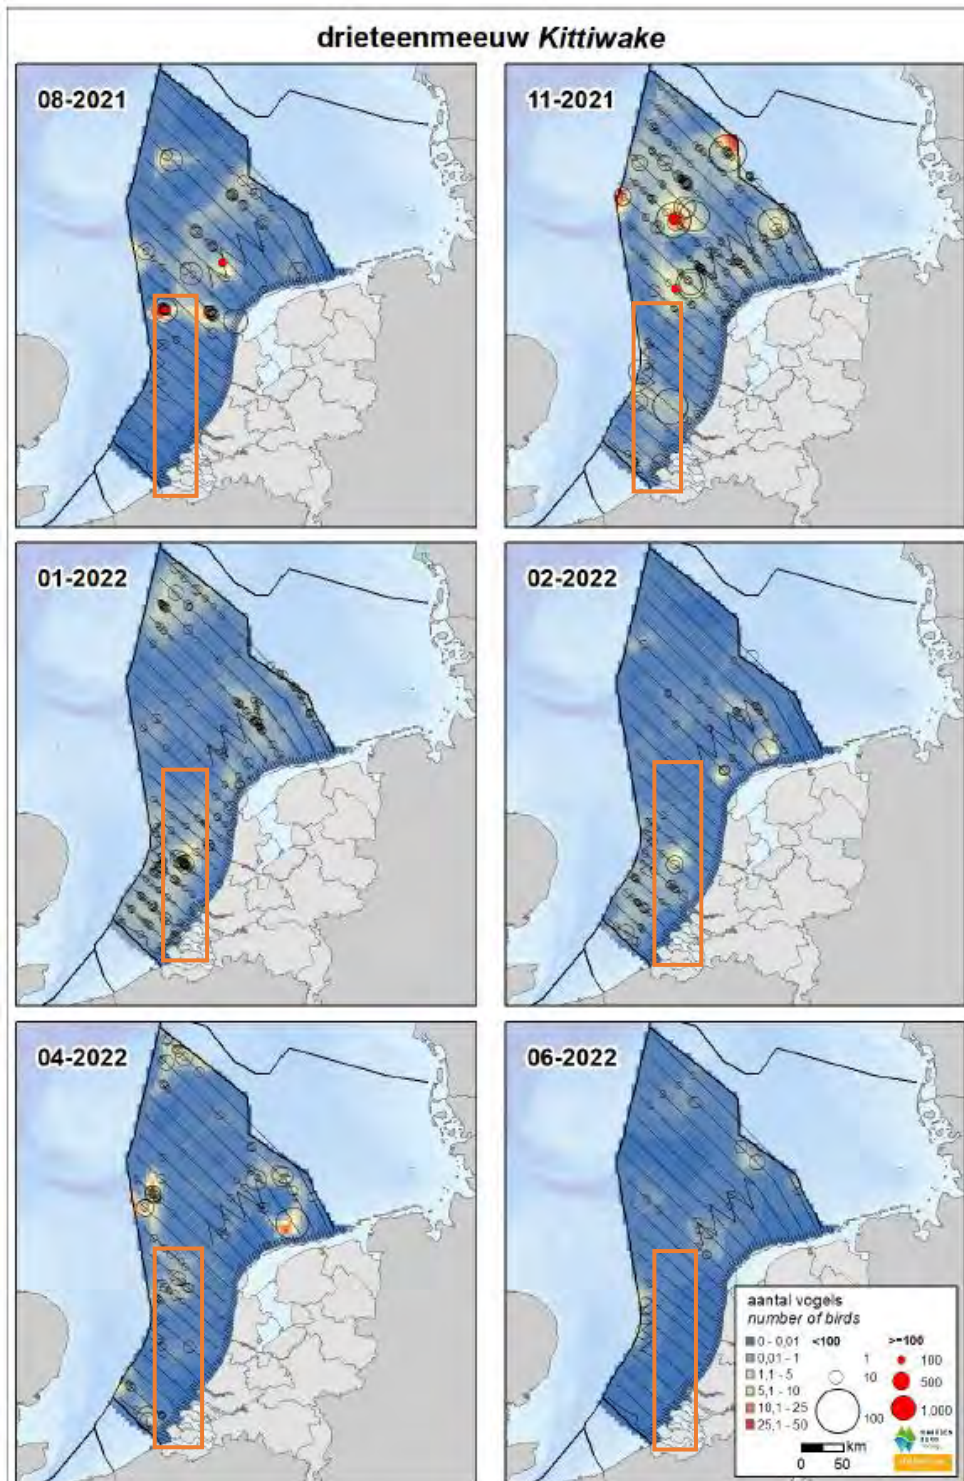 drieteenmeeuw Kittiwake
08-2021
11-2021
01-2022
02-2022
04-2022
06-2022
aantal vogels
number of birds
0 - 0,01 <100 >=100
0,01 - 1 1 100
1,1 - 5 10 500
5,1 - 10
10,1 - 25 100 1,000
25,1 - 50
km
0 50